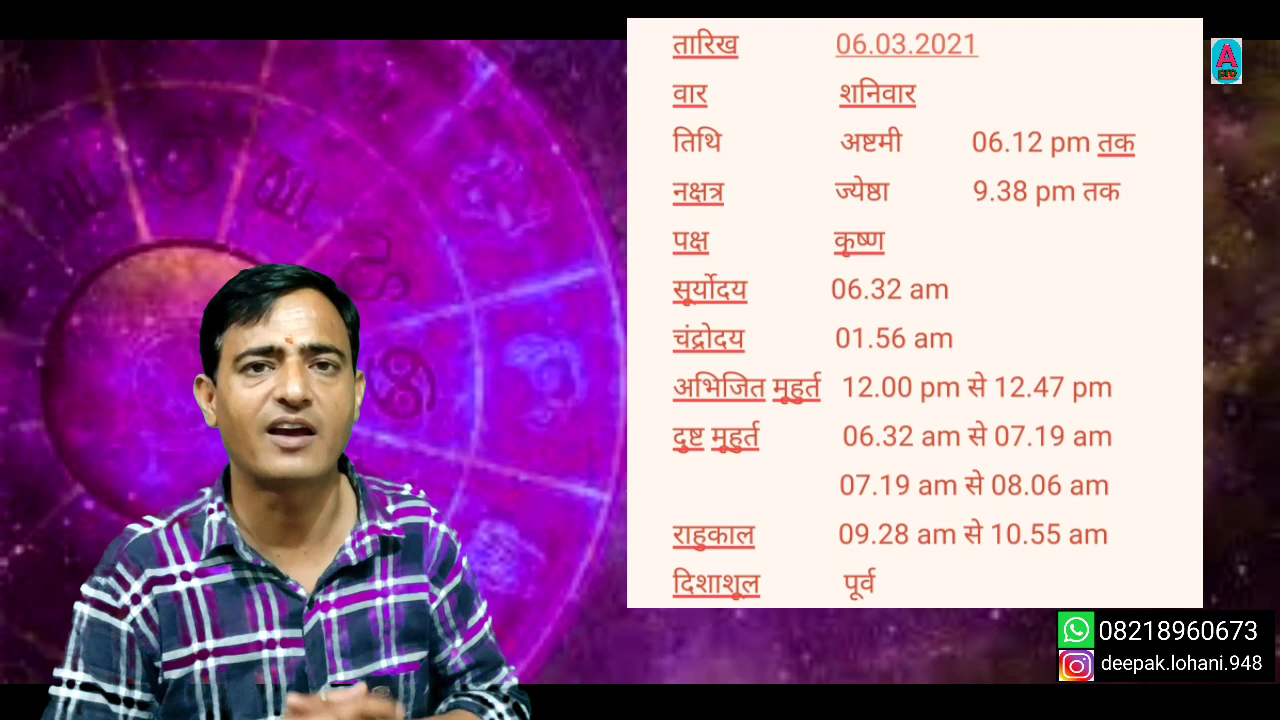 तारिख 06.03.2021
वार शनिवार
तिथि अष्टमी 06.12 pm तक
नक्षत्र ज्येष्ठा 9.38 pm तक
पक्ष कृष्ण
सूर्योदय 06.32 am
चंद्रोदय 01.56 am
अभिजित मुहुर्त 12.00 pm से 12.47 pm
दुष्ट मुहुर्त 06.32 am से 07.19 am
07.19 am से 08.06 am
राहुकाल 09.28 am से 10.55 am
दिशाशूल पूर्व
A
pro
08218960673
deepak.lohani.948